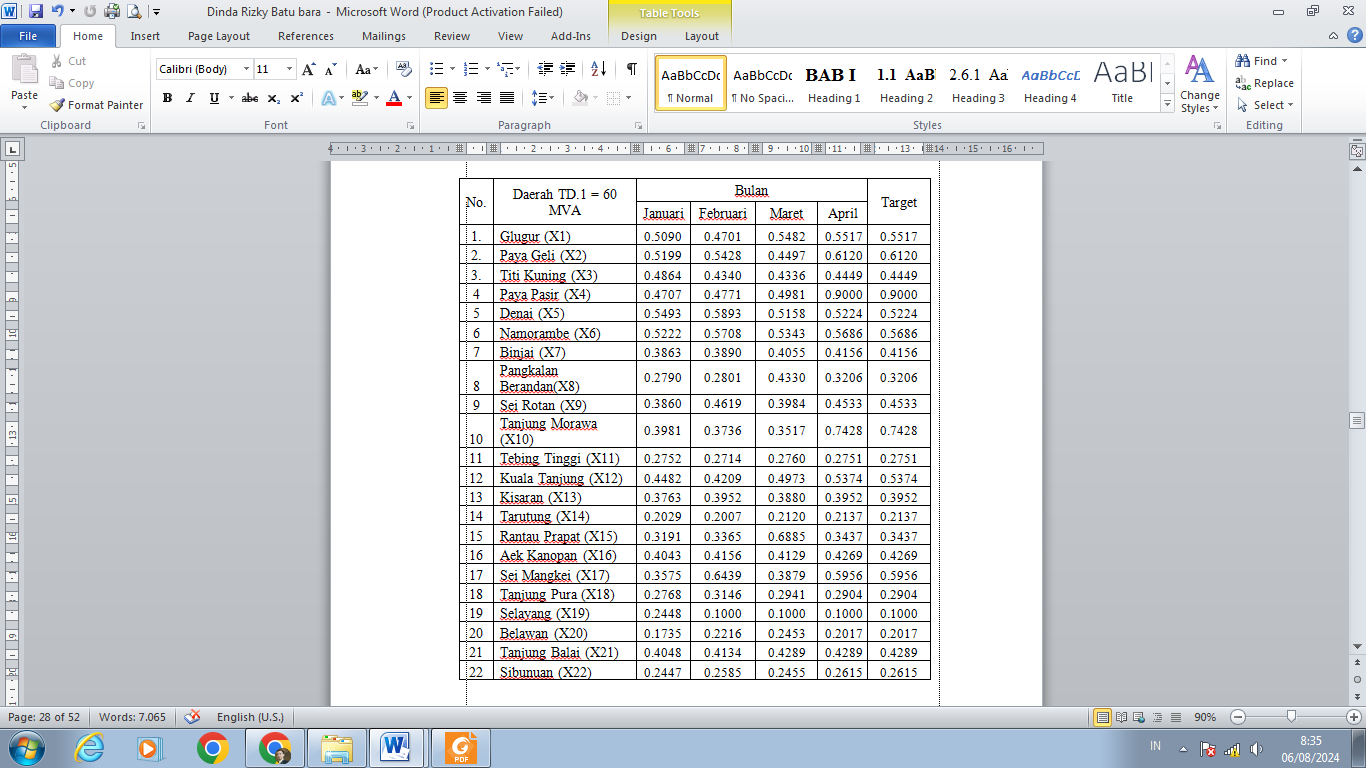 Dinda Rizky Batu bara - Microsoft Word (Product Activation Failed)
Table Tools
File Home Insert Page Layout References Mailings Review View Add-Ins Design Layout
Paste
Cut
Copy
Format Painter
Clipboard
Calibri (Body) 11
Font
Paragraph
AaBbCcDc AaBbCcDc BAB I 1.1 AaB 2.6.1 Aa AaBbCcD AaBbC
¶ Normal ¶ No Spaci... Heading 1 Heading 2 Heading 3 Heading 4 Title
Styles
Change
Styles
Find
Replace
Select
Editing
No. Daerah TD.1 = 60 MVA Bulan Target
Januari Februari Maret April
1. Glugur (X1) 0.5090 0.4701 0.5482 0.5517 0.5517
2. Paya Geli (X2) 0.5199 0.5428 0.4497 0.6120 0.6120
3. Titi Kuning (X3) 0.4864 0.4340 0.4336 0.4449 0.4449
4 Paya Pasir (X4) 0.4707 0.4771 0.4981 0.9000 0.9000
5 Denai (X5) 0.5493 0.5893 0.5158 0.5224 0.5224
6 Namorambe (X6) 0.5222 0.5708 0.5343 0.5686 0.5686
7 Binjai (X7) 0.3863 0.3890 0.4055 0.4156 0.4156
8 Pangkalan Berandan(X8) 0.2790 0.2801 0.4330 0.3206 0.3206
9 Sei Rotan (X9) 0.3860 0.4619 0.3984 0.4533 0.4533
10 Tanjung Morawa (X10) 0.3981 0.3736 0.3517 0.7428 0.7428
11 Tebing Tinggi (X11) 0.2752 0.2714 0.2760 0.2751 0.2751
12 Kuala Tanjung (X12) 0.4482 0.4209 0.4973 0.5374 0.5374
13 Kisaran (X13) 0.3763 0.3952 0.3880 0.3952 0.3952
14 Tarutung (X14) 0.2029 0.2007 0.2120 0.2137 0.2137
15 Rantau Prapat (X15) 0.3191 0.3365 0.6885 0.3437 0.3437
16 Aek Kanopan (X16) 0.4043 0.4156 0.4129 0.4269 0.4269
17 Sei Mangkei (X17) 0.3575 0.6439 0.3879 0.5956 0.5956
18 Tanjung Pura (X18) 0.2768 0.3146 0.2941 0.2904 0.2904
19 Selayang (X19) 0.2448 0.1000 0.1000 0.1000 0.1000
20 Belawan (X20) 0.1735 0.2216 0.2453 0.2017 0.2017
21 Tanjung Balai (X21) 0.4048 0.4134 0.4289 0.4289 0.4289
22 Sibunuan (X22) 0.2447 0.2585 0.2455 0.2615 0.2615
Page: 28 of 52 Words: 7.065 English (U.S.) 90%
IN 8:35
06/08/2024